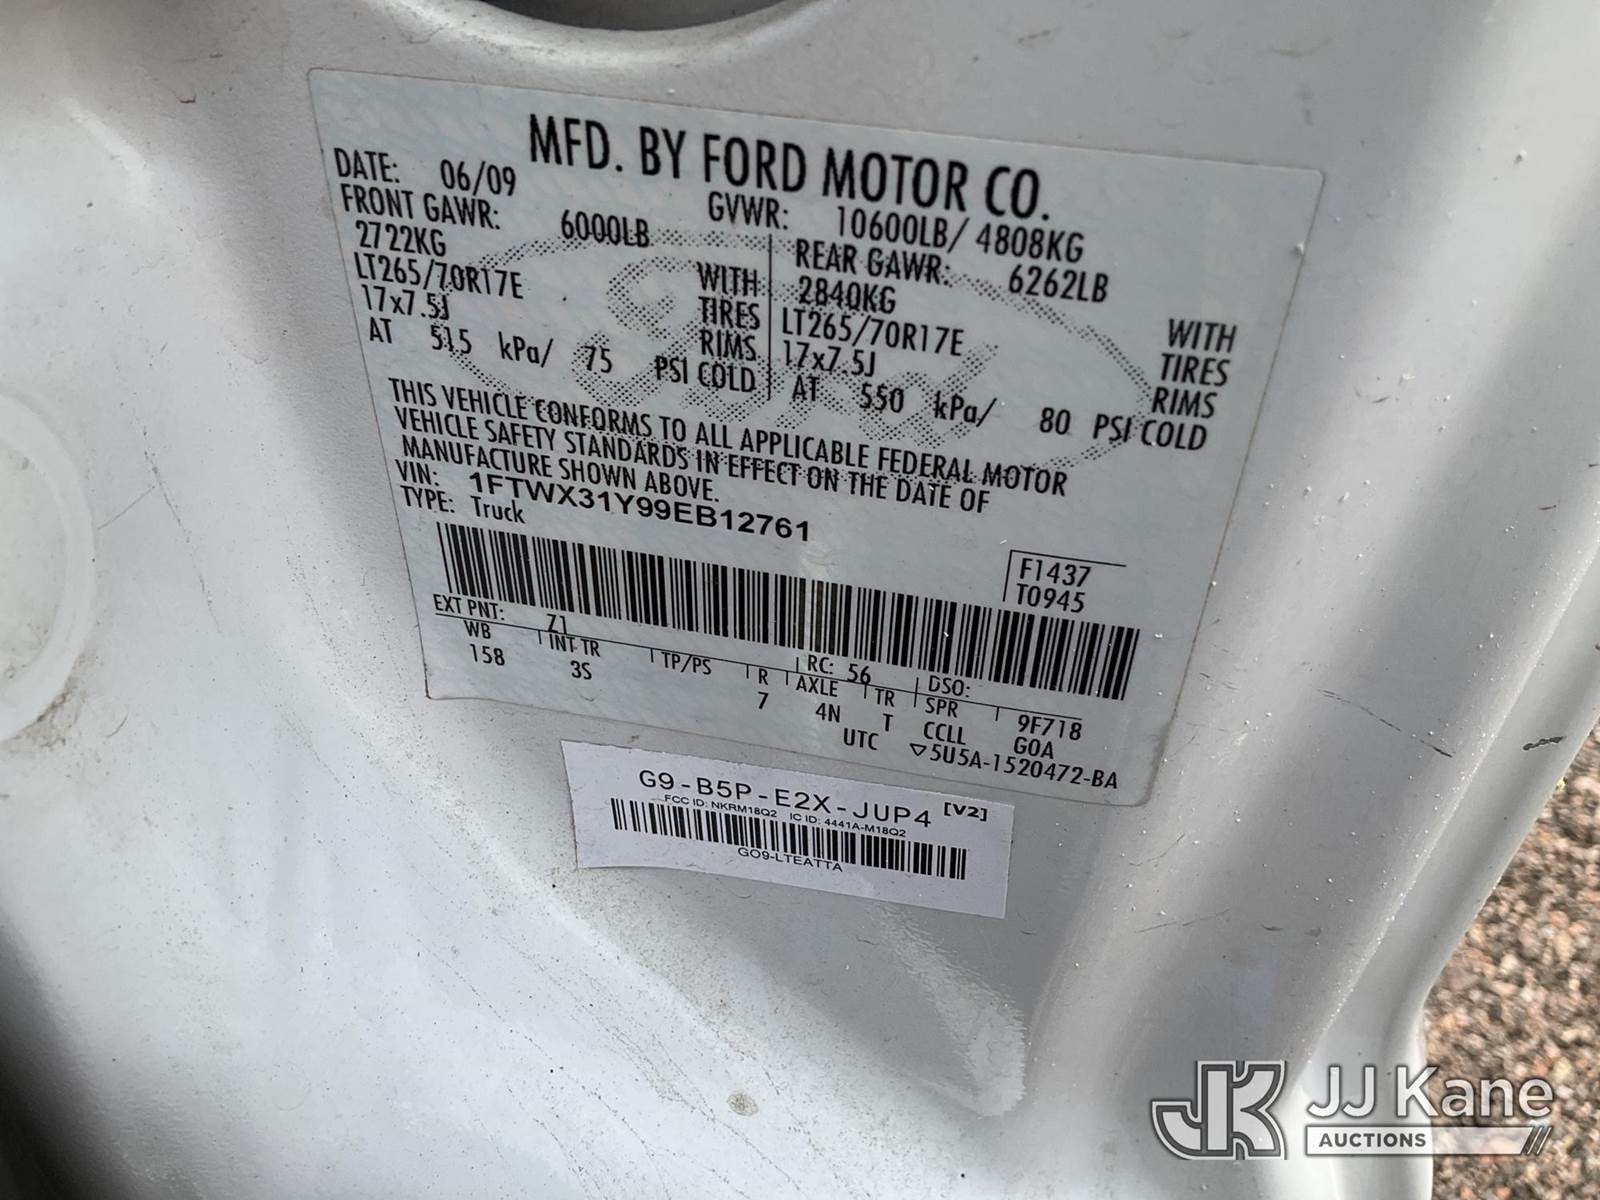 MFD. BY FORD MOTOR CO.
DATE: 06/09 GVWR: 10600LB/ 4808KG
FRONT GAWR: 6000LB REAR GAWR: 6262LB
2722KG WITH 2840KG WITH
LT265/70R17E TIRES LT265/70R17E TIRES
17x7.5J RIMS 17x7.5J RIMS
AT 515 kPa/ 75 PSI COLD AT 550 kPa/ 80 PSI COLD
THIS VEHICLE CONFORMS TO ALL APPLICABLE FEDERAL MOTOR
VEHICLE SAFETY STANDARDS IN EFFECT ON THE DATE OF
MANUFACTURE SHOWN ABOVE.
VIN: 1FTWX31Y99EB12761
TYPE: Truck
F1437
T0945
EXT PNT: Z1 RC: 56 DSO:
WB INT TR TP/PS R AXLE TR SPR 9F718
158 3S 7 4N T CCLL G0A
UTC ▽5U5A-1520472-BA
G9-B5P-E2X-JUP4 [V2]
FCC ID: NKRM18Q2 IC ID: 4441A-M18Q2
GO9-LTEATTA
JK JJ Kane
AUCTIONS